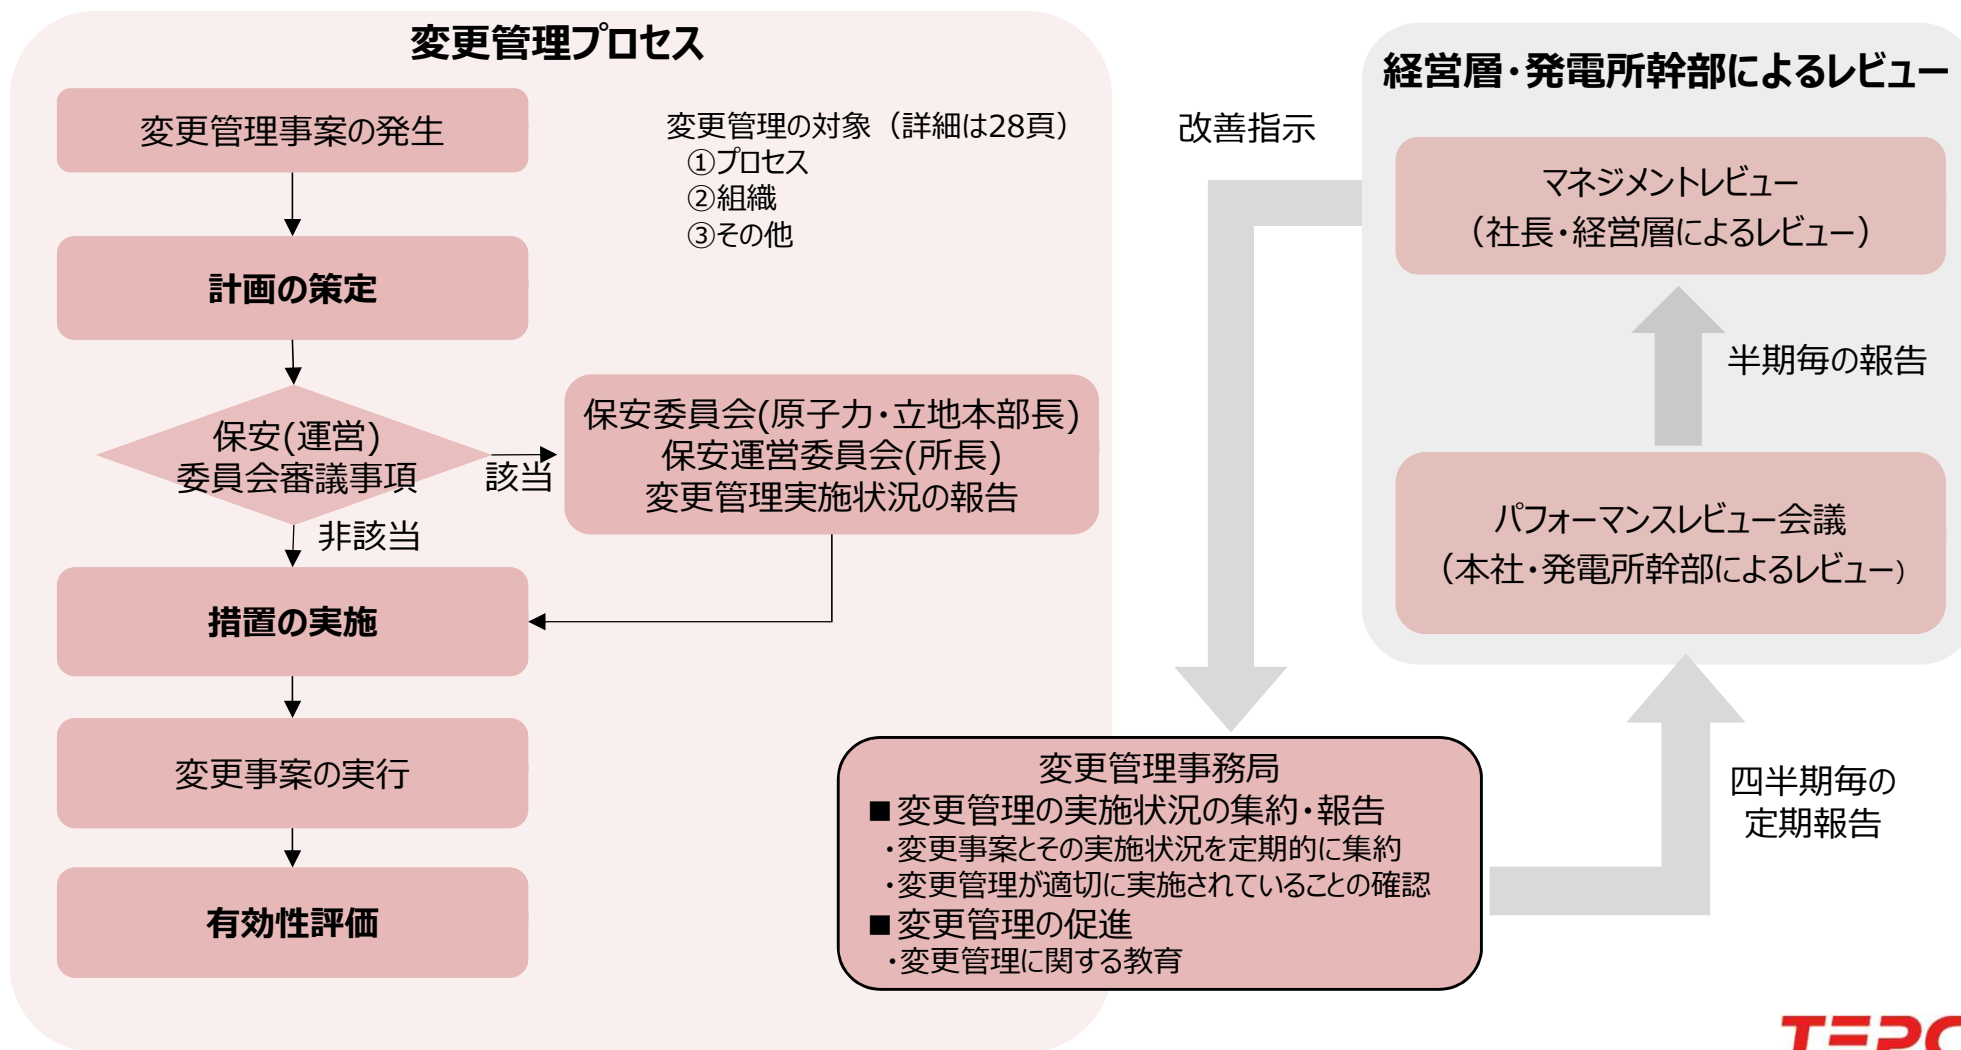 変更管理プロセス
変更管理事案の発生
計画の策定
保安(運営)
委員会審議事項
該当
非該当
保安委員会(原子力・立地本部長)
保安運営委員会(所長)
変更管理実施状況の報告
措置の実施
変更事案の実行
有効性評価
変更管理の対象（詳細は28頁）
①プロセス
②組織
③その他
改善指示
経営層・発電所幹部によるレビュー
マネジメントレビュー
（社長・経営層によるレビュー）
半期毎の報告
パフォーマンスレビュー会議
（本社・発電所幹部によるレビュー）
四半期毎の
定期報告
変更管理事務局
■変更管理の実施状況の集約・報告
・変更事案とその実施状況を定期的に集約
・変更管理が適切に実施されていることの確認
■変更管理の促進
・変更管理に関する教育